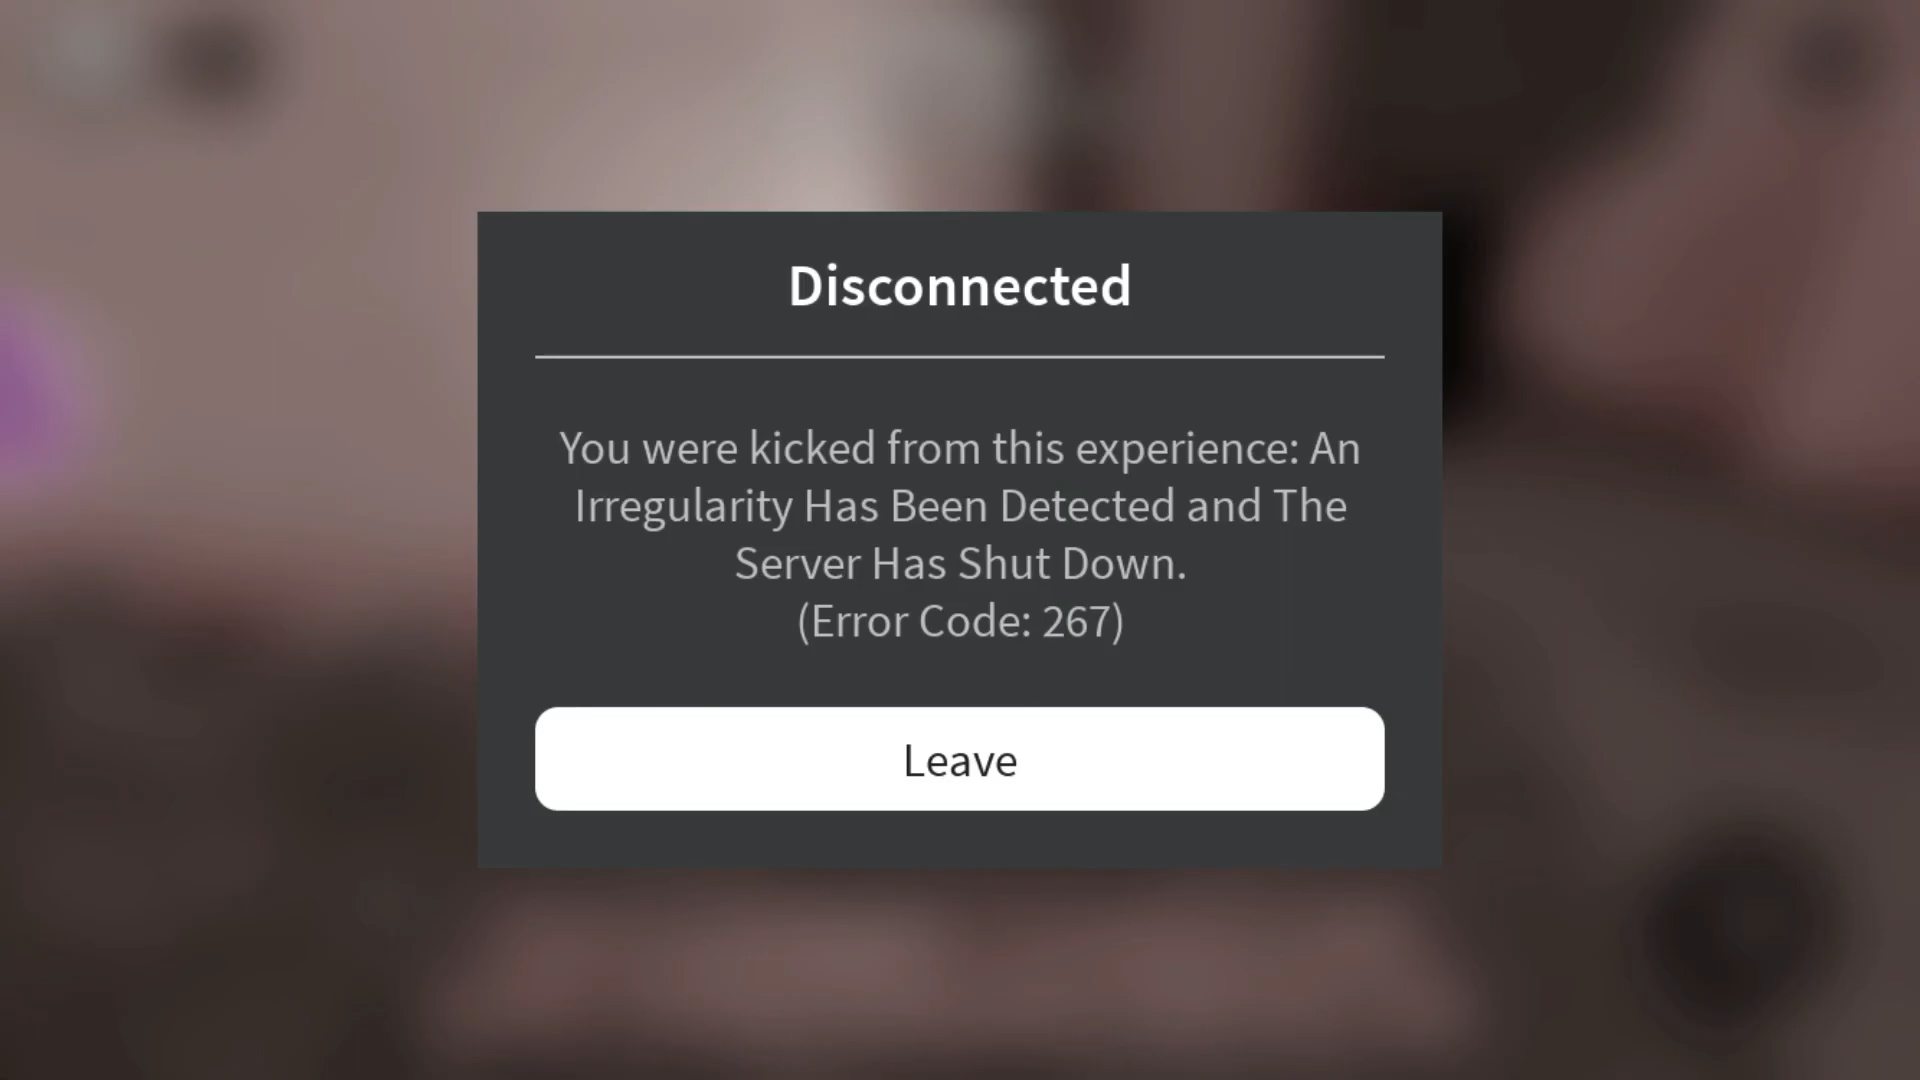 Disconnected
You were kicked from this experience: An
Irregularity Has Been Detected and The
Server Has Shut Down.
(Error Code: 267)
Leave